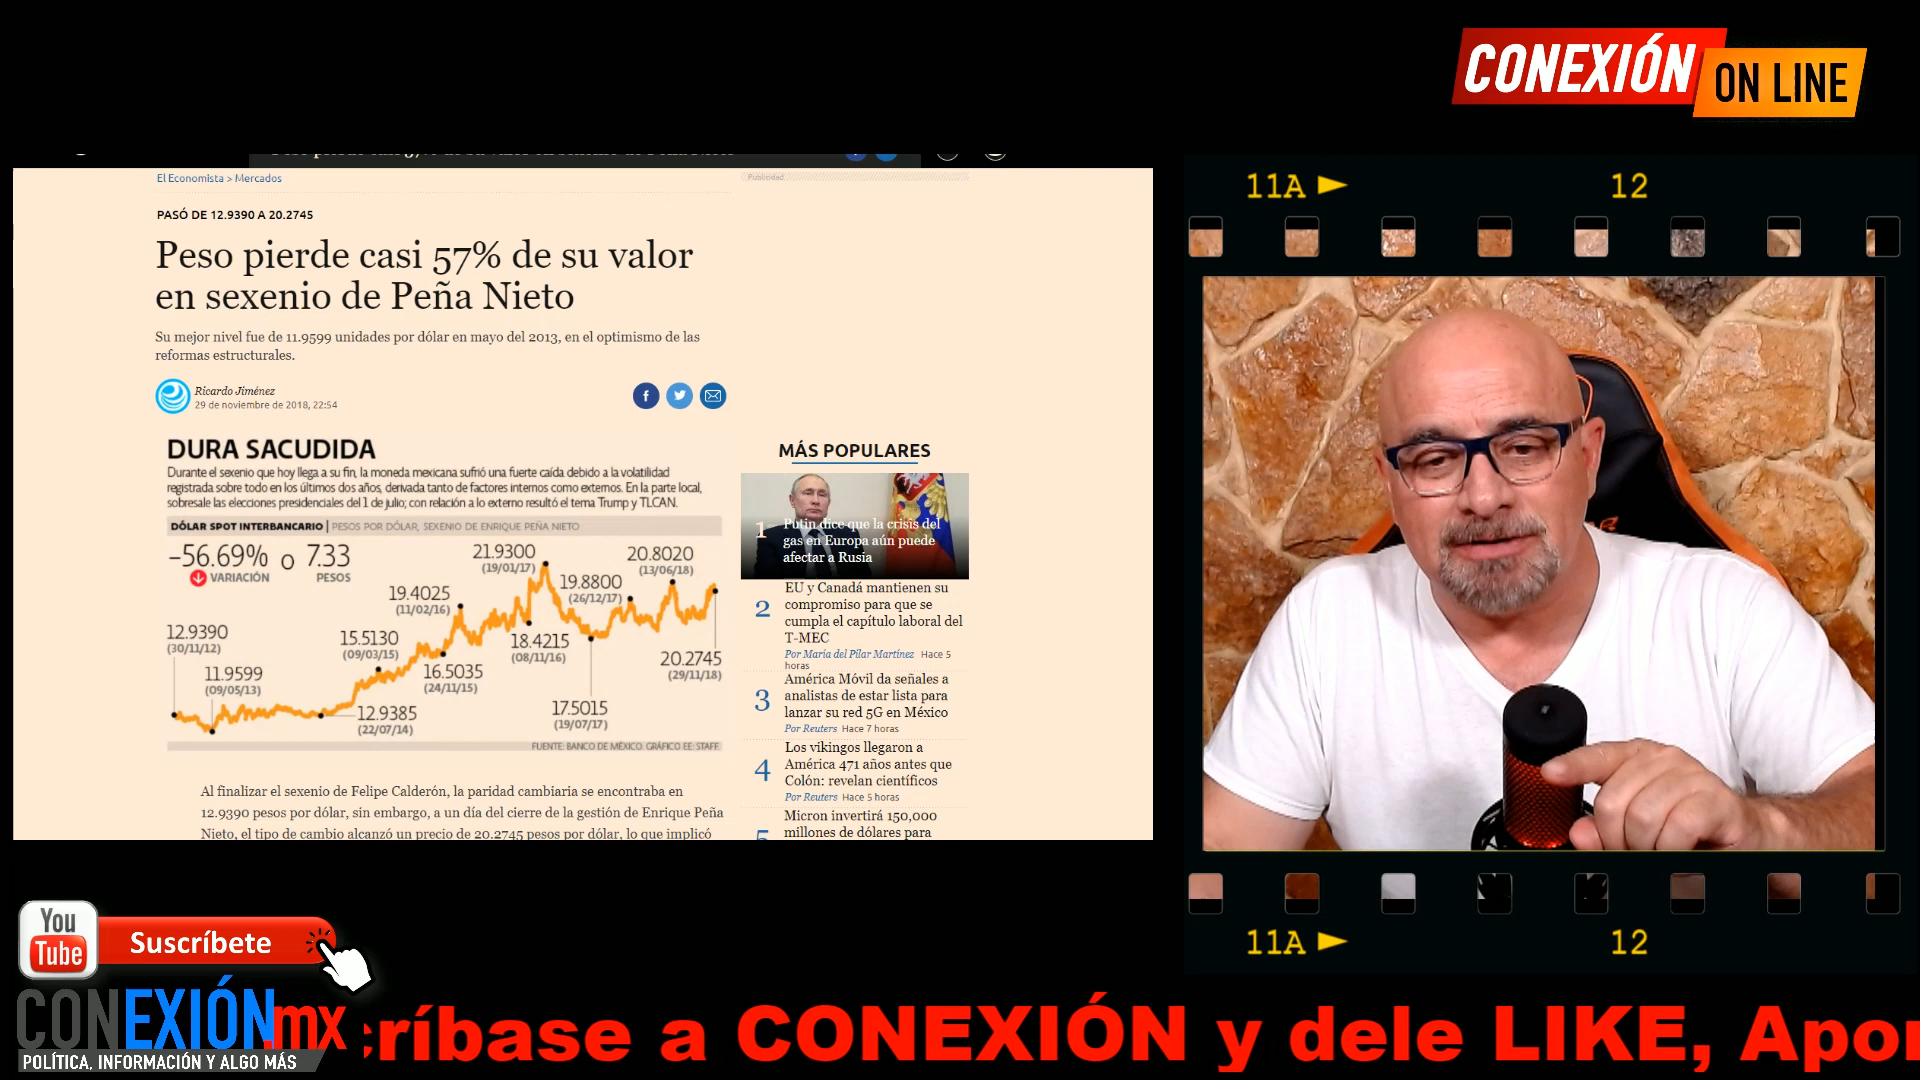 CONEXIÓN
ON LINE
El Economista > Mercados
Publicidad
PASÓ DE 12.9390 A 20.2745
Peso pierde casi 57% de su valor
en sexenio de Peña Nieto
Su mejor nivel fue de 11.9599 unidades por dólar en mayo del 2013, en el optimismo de las
reformas estructurales.
Ricardo Jiménez
29 de noviembre de 2018, 22:54
DURA SACUDIDA
Durante el sexenio que hoy llega a su fin, la moneda mexicana sufrió una fuerte caída debido a la volatilidad
registrada sobre todo en los últimos dos años, derivada tanto de factores internos como externos. En la parte local,
sobresale las elecciones presidenciales del 1 de julio; con relación a lo externo resultó el tema Trump y TLCAN.
DÓLAR SPOT INTERBANCARIO | PESOS POR DÓLAR, SEXENIO DE ENRIQUE PEÑA NIETO
-56.69% o 7.33
VARIACIÓN PESOS
12.9390
(30/11/12)
11.9599
(09/05/13)
12.9385
(22/07/14)
15.5130
(09/03/15)
16.5035
(24/11/15)
19.4025
(11/02/16)
18.4215
(08/11/16)
21.9300
(19/01/17)
17.5015
(19/07/17)
19.8800
(26/12/17)
20.8020
(13/06/18)
20.2745
(29/11/18)
FUENTE: BANCO DE MÉXICO. GRÁFICO EE: STAFF.
Al finalizar el sexenio de Felipe Calderón, la paridad cambiaria se encontraba en
12.9390 pesos por dólar, sin embargo, a un día del cierre de la gestión de Enrique Peña
Nieto, el tipo de cambio alcanzó un precio de 20.2745 pesos por dólar, lo que implicó
MÁS POPULARES
1
Putin dice que la crisis del
gas en Europa aún puede
afectar a Rusia
2
EU y Canadá mantienen su
compromiso para que se
cumpla el capítulo laboral del
T-MEC
Por María del Pilar Martínez Hace 5
horas
3
América Móvil da señales a
analistas de estar lista para
lanzar su red 5G en México
Por Reuters Hace 7 horas
4
Los vikingos llegaron a
América 471 años antes que
Colón: revelan científicos
Por Reuters Hace 5 horas
5
Micron invertirá 150,000
millones de dólares para
11A 12
11A 12
You
Tube
Suscríbete
CONEXIÓN.mx
POLÍTICA, INFORMACIÓN Y ALGO MÁS
críbase a CONEXIÓN y dele LIKE, Apor